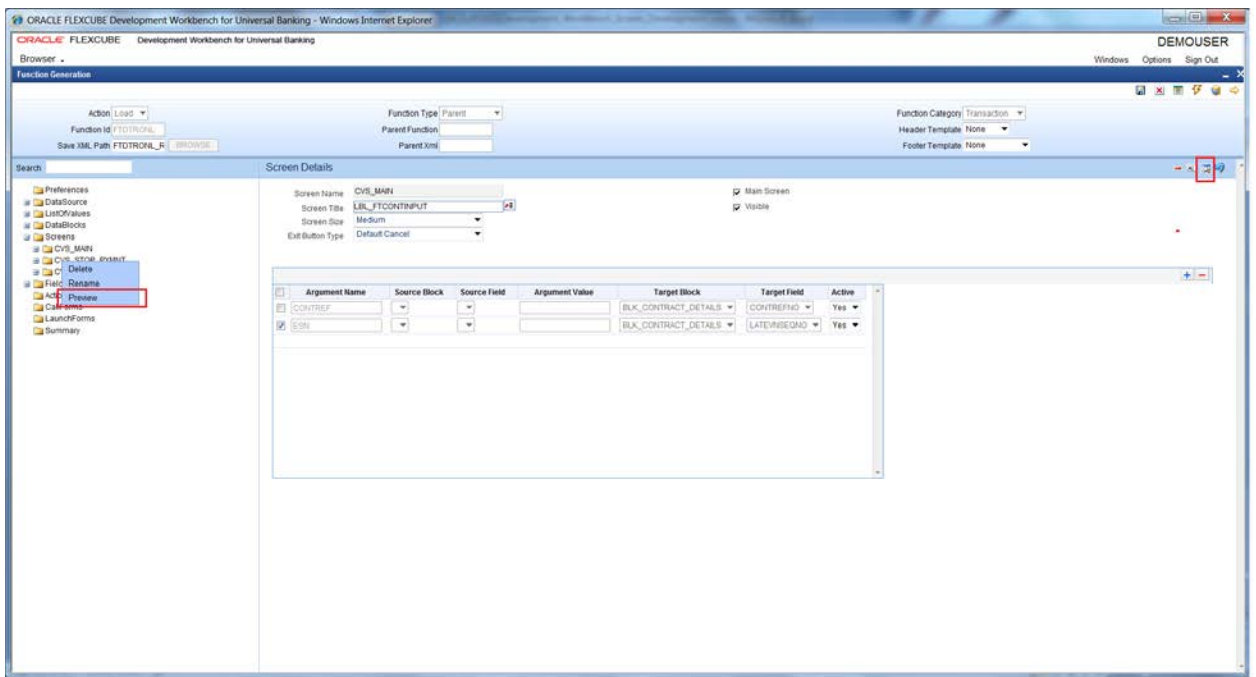 ORACLE FLEXCUBE Development Workbench for Universal Banking - Windows Internet Explorer
ORACLE FLEXCUBE Development Workbench for Universal Banking
DEMOUSER
Browser
Windows Options Sign Out
Function Generation
Action Load Function Type Parent Function Category Transaction
Function Id FTDTRONL Parent Function Header Template None
Save XML Path FTDTRONL_R BROWSE Parent Xml Footer Template None
Search Screen Details
Preferences
DataSource
ListOfValues
DataBlocks
Screens
CVS_MAIN
CVS_STOP_PYMNT
Delete
Rename
Preview
CallForms
LaunchForms
Summary
Screen Name CVS_MAIN Main Screen
Screen Title LBL_FTCONTINPUT Visible
Screen Size Medium
Exit Button Type Default Cancel
Argument Name Source Block Source Field Argument Value Target Block Target Field Active
CONTREF BLK_CONTRACT_DETAILS CONTREFNO Yes
ESN BLK_CONTRACT_DETAILS LATEVNSEQNO Yes